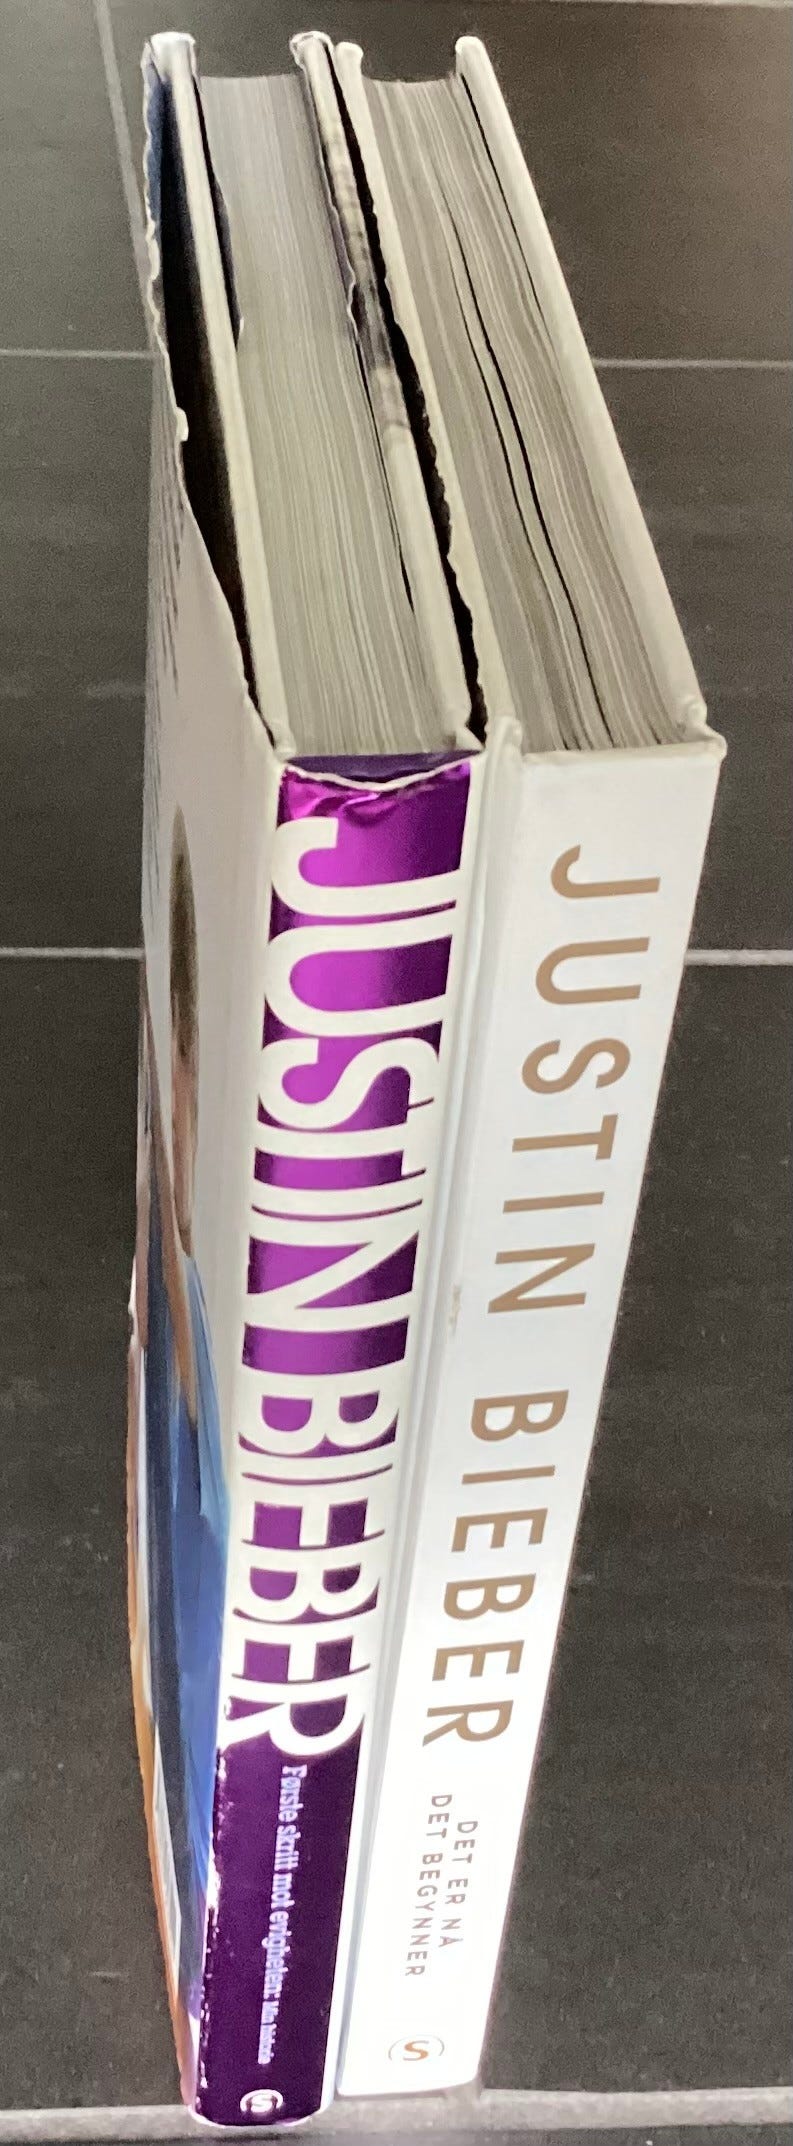 JUSTIN BIEBER
Første skritt mot evigheten: Min historie
S
JUSTIN BIEBER
DET ER NÅ
DET BEGYNNER
S